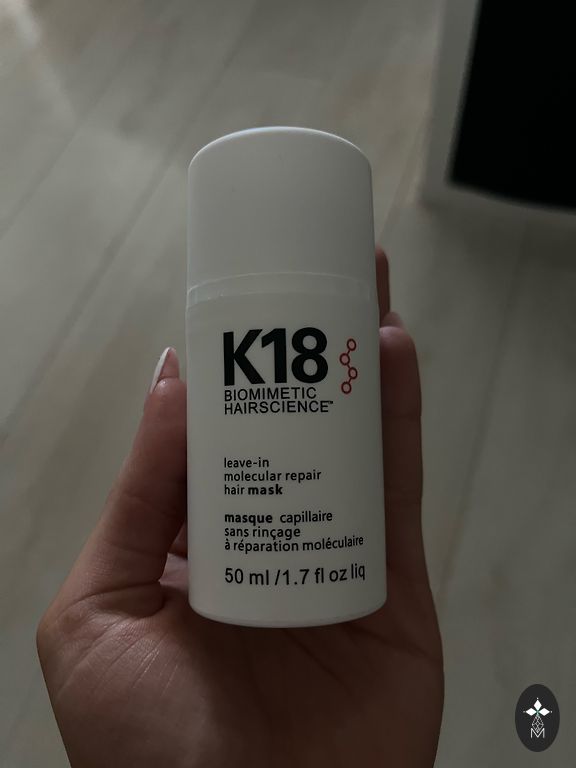 K18
BIOMIMETIC
HAIRSCIENCE™
leave-in
molecular repair
hair mask
masque capillaire
sans rinçage
à réparation moléculaire
50 ml / 1.7 fl oz liq
M